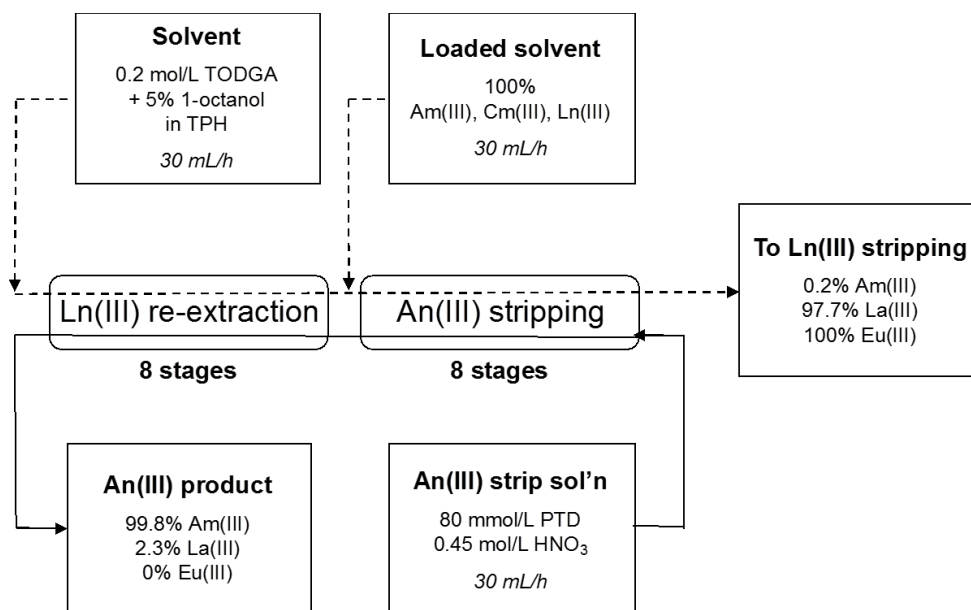 Solvent
0.2 mol/L TODGA
+ 5% 1-octanol
in TPH
30 mL/h
Loaded solvent
100%
Am(III), Cm(III), Ln(III)
30 mL/h
To Ln(III) stripping
0.2% Am(III)
97.7% La(III)
100% Eu(III)
Ln(III) re-extraction
8 stages
An(III) stripping
8 stages
An(III) product
99.8% Am(III)
2.3% La(III)
0% Eu(III)
An(III) strip sol’n
80 mmol/L PTD
0.45 mol/L HNO₃
30 mL/h